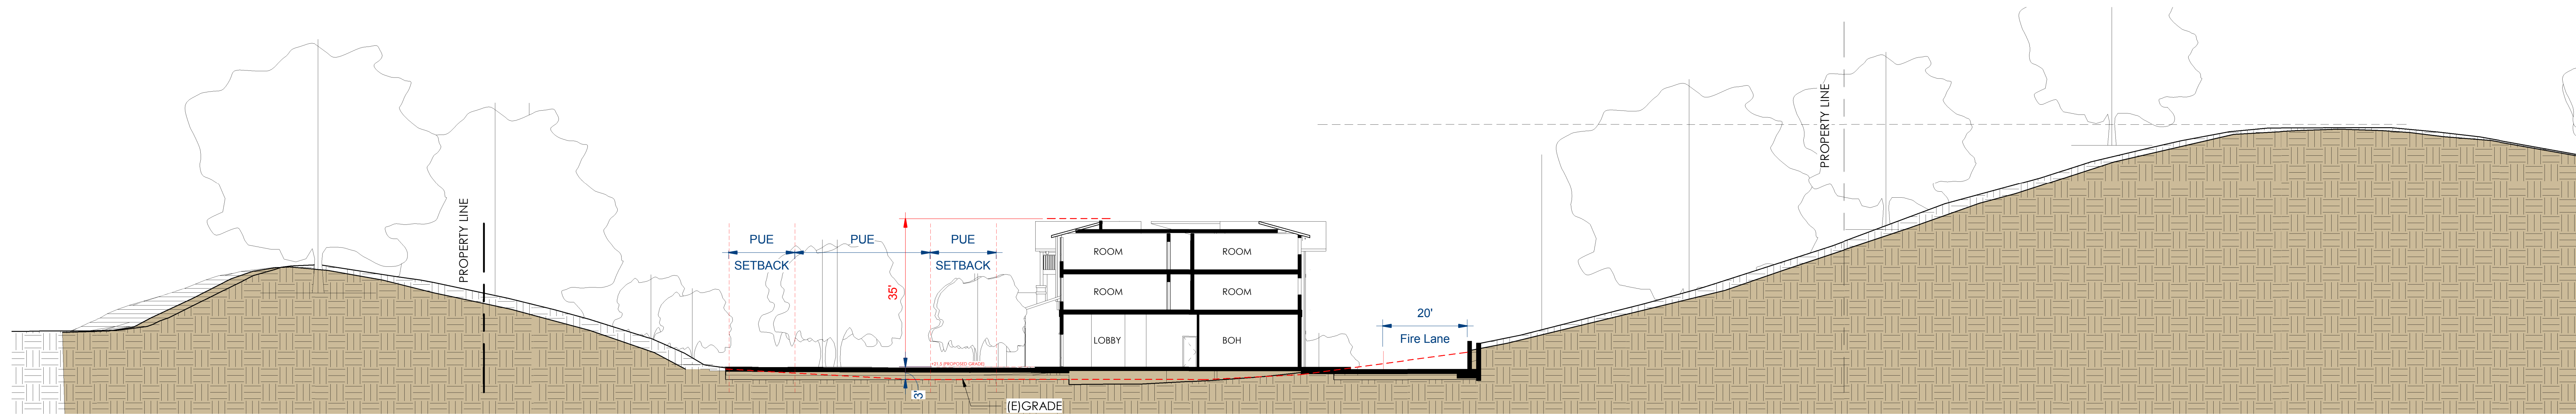 PROPERTY LINE
PUE
SETBACK
PUE
PUE
SETBACK
35'
3'
(E)GRADE
ROOM
ROOM
ROOM
ROOM
LOBBY
BOH
20'
Fire Lane
PROPERTY LINE